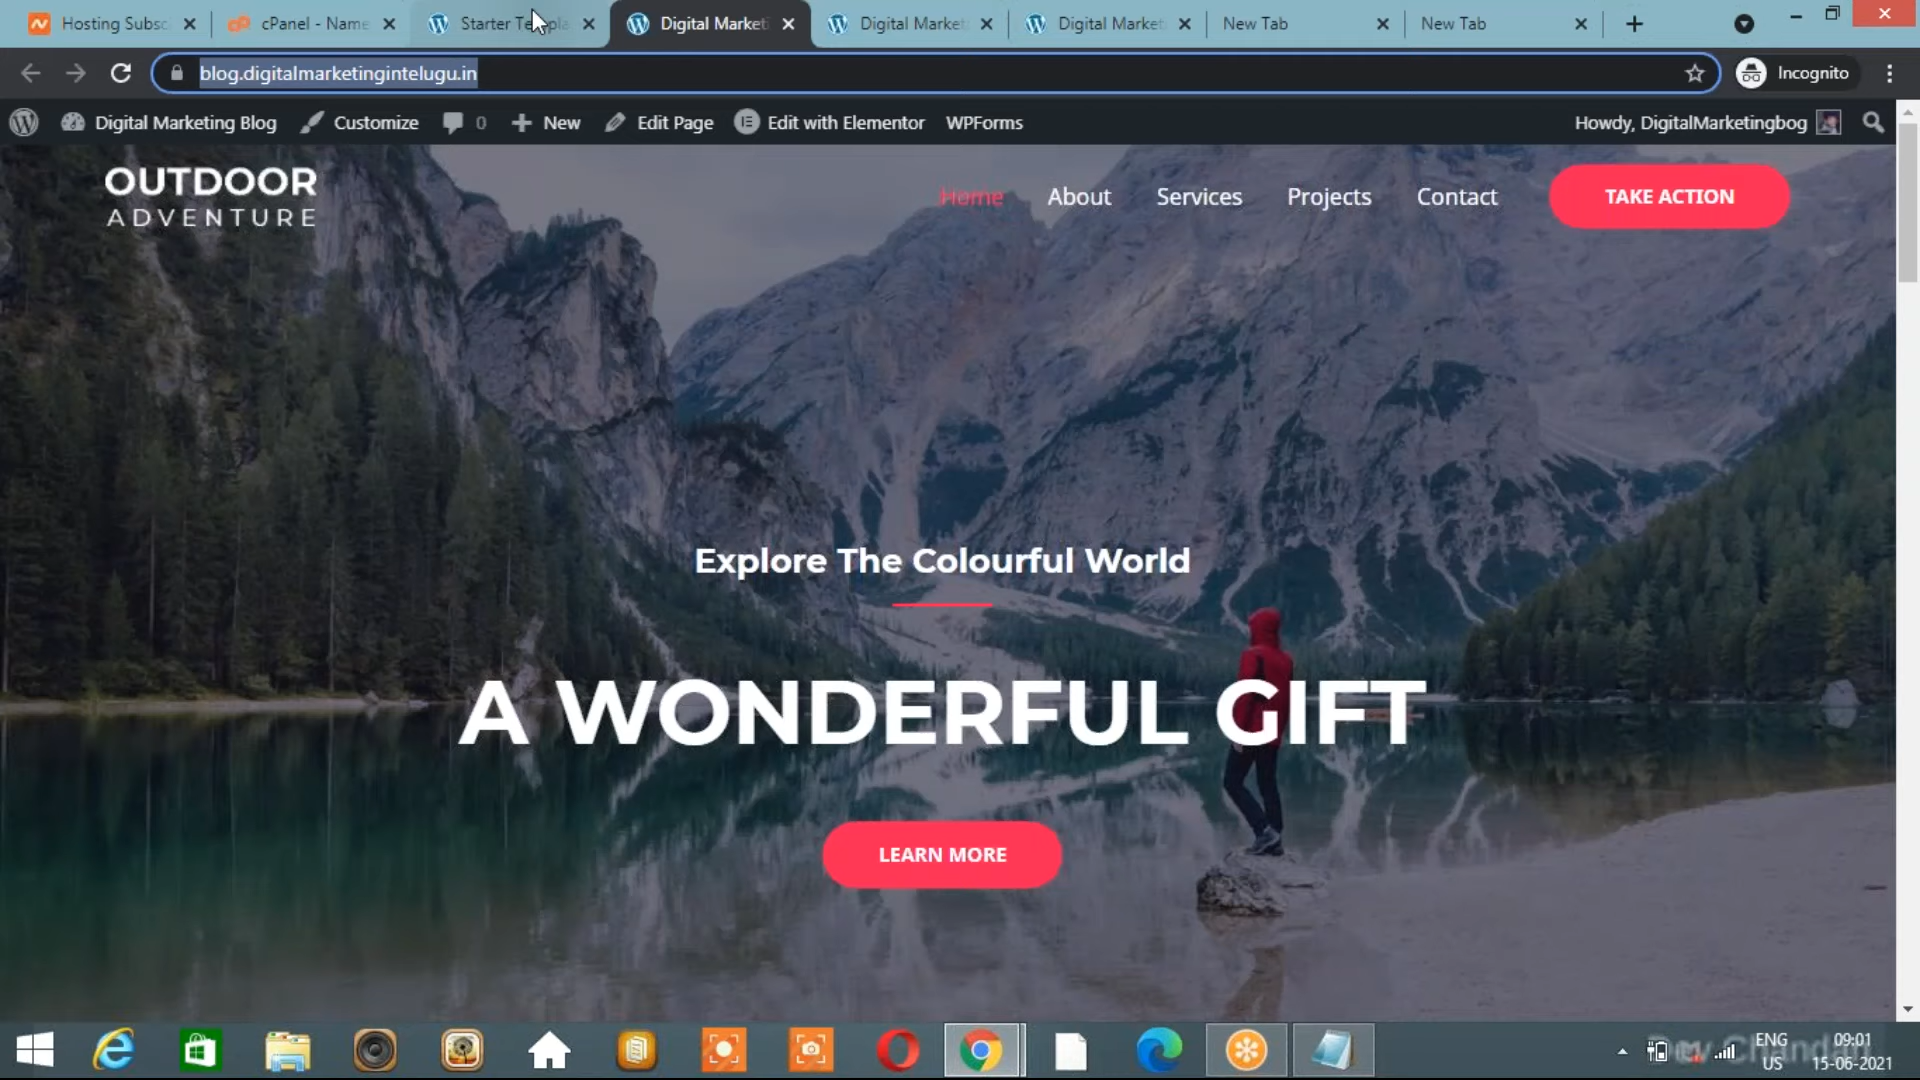 Hosting Subsc
cPanel - Name
Starter Templa
Digital Marketi
Digital Market
Digital Market
New Tab
New Tab
blog.digitalmarketingintelugu.in
Incognito
Digital Marketing Blog
Customize
0
New
Edit Page
Edit with Elementor
WPForms
Howdy, DigitalMarketingbog
OUTDOOR
ADVENTURE
Home
About
Services
Projects
Contact
TAKE ACTION
Explore The Colourful World
A WONDERFUL GIFT
LEARN MORE
ENG
US
09:01
15-06-2021